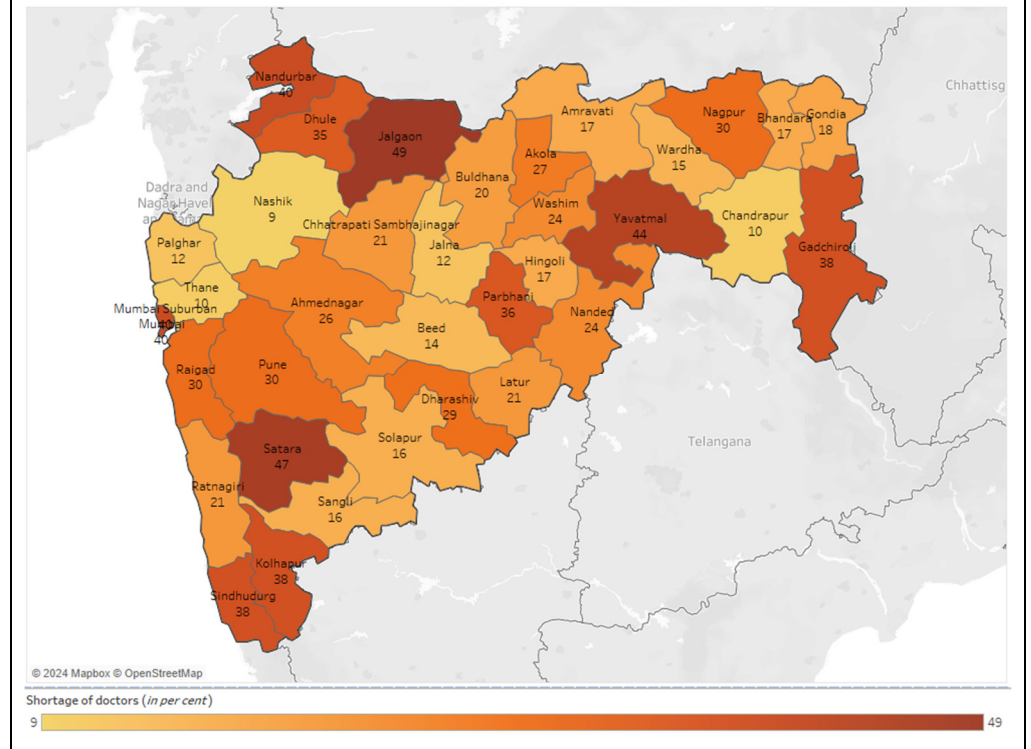 Nandurbar
40
Dhule
35
Jalgaon
49
Amravati
17
Nagpur
30
Bhandara
17
Gondia
18
Chhattisg
Akola
27
Wardha
15
Buldhana
20
Dadra and
Nagar Havel
Nashik
9
Washim
24
Yavatmal
44
Chandrapur
10
Chhatrapati Sambhajinagar
21
Palghar
12
Jalna
12
Gadchiroli
38
Hingoli
17
Thane
10
Ahmednagar
26
Parbhani
36
Mumbai Suburban
Mumbai
40
Nanded
24
Beed
14
Raigad
30
Pune
30
Latur
21
Dharashiv
29
Solapur
16
Telangana
Satara
47
Ratnagiri
21
Sangli
16
Kolhapur
38
Sindhudurg
38
© 2024 Mapbox © OpenStreetMap
Shortage of doctors (in per cent)
9
49